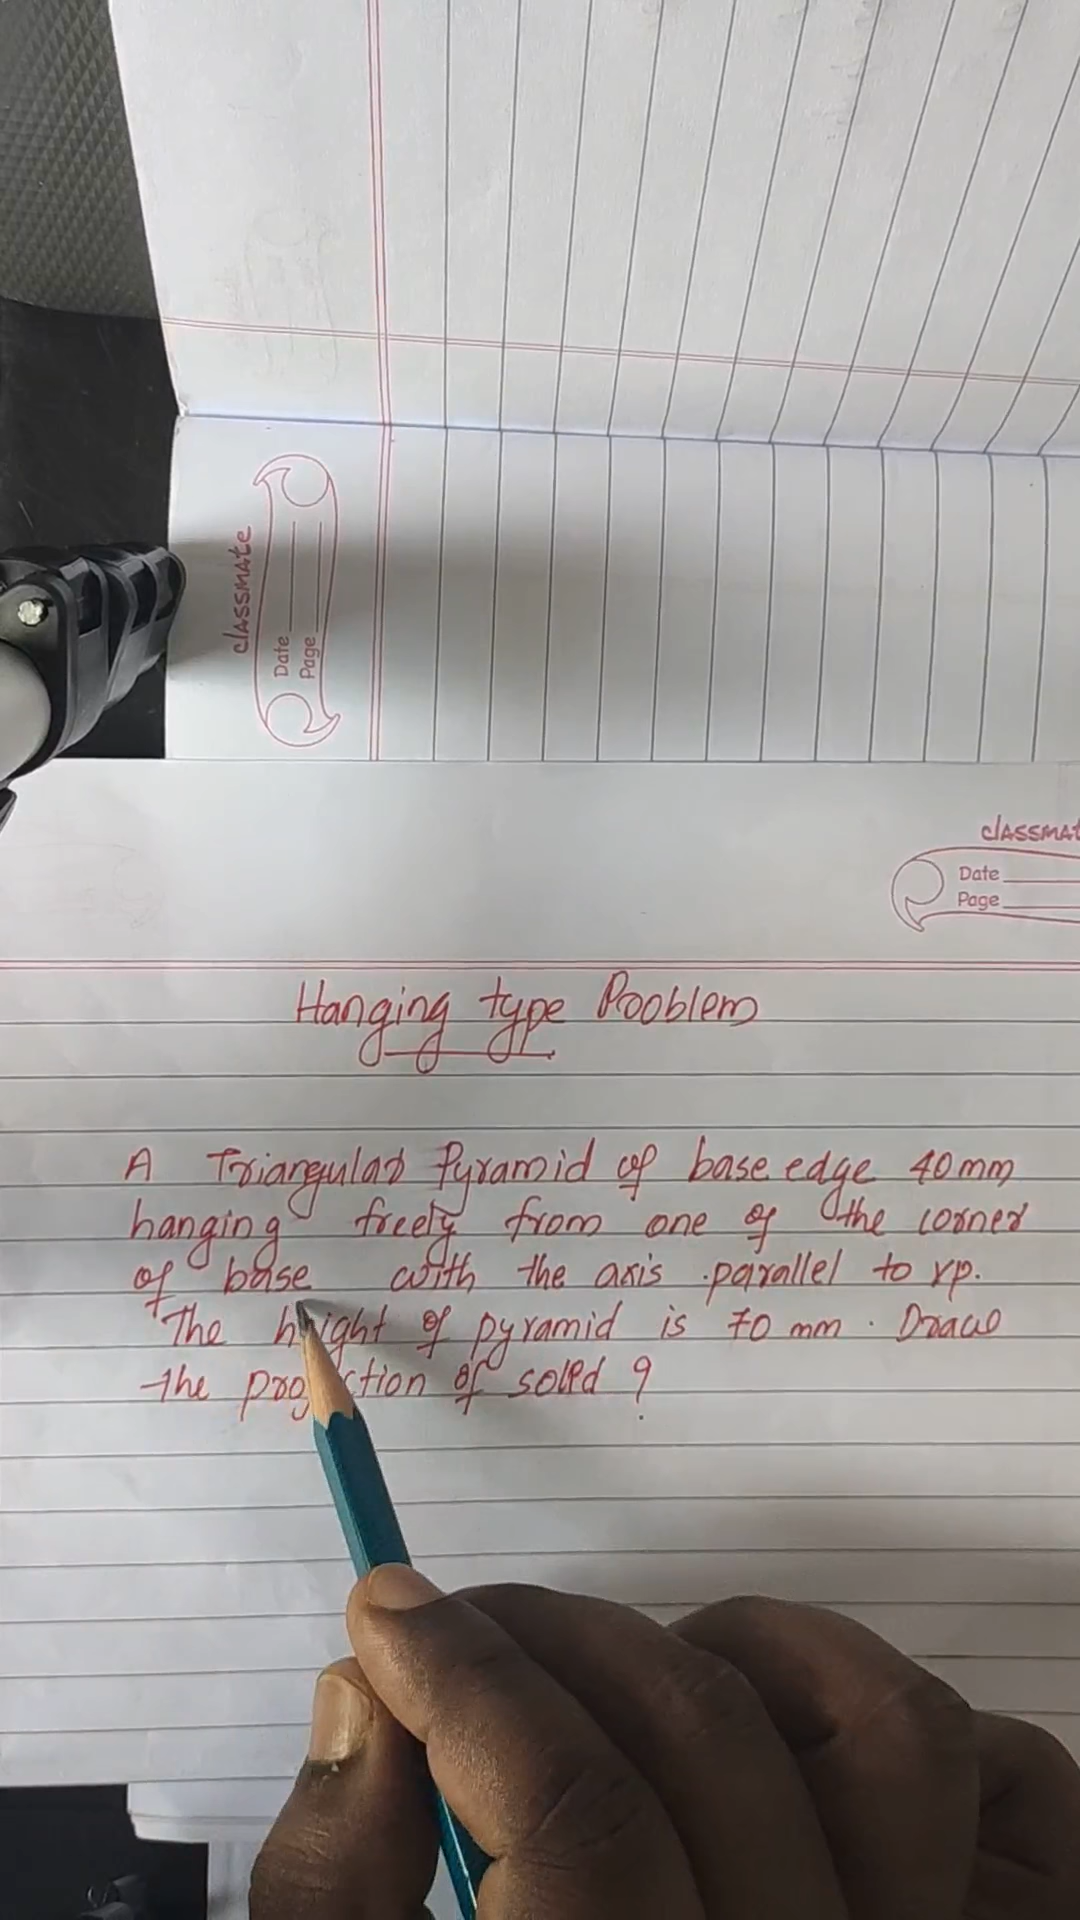 classmate
Date
Page
classmat
Date
Page
Hanging type Problem
A Triangular Pyramid of base edge 40mm
hanging freely from one of the corner
of base with the axis parallel to vp.
The height of pyramid is 70 mm. Draw
the projection of solid ?